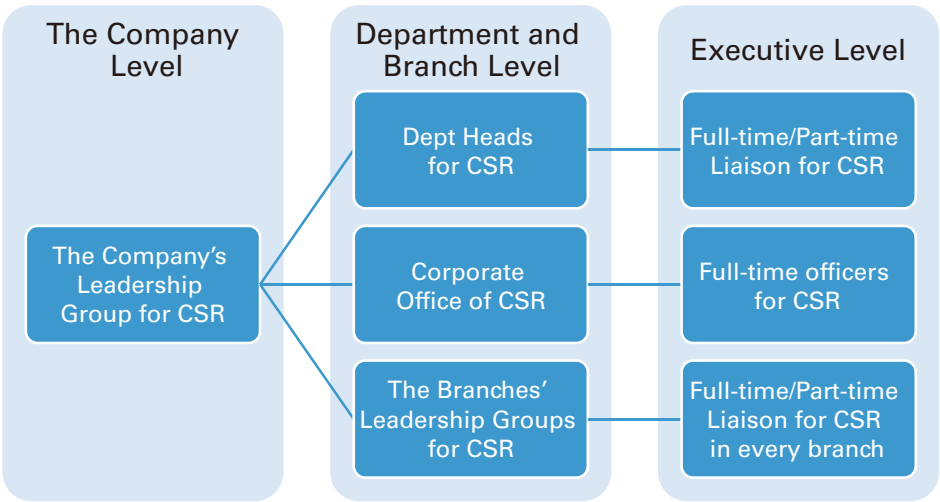 The Company
Level
The Company's
Leadership
Group for CSR
Department and
Branch Level
Dept Heads
for CSR
Corporate
Office of CSR
The Branches'
Leadership Groups
for CSR
Executive Level
Full-time/Part-time
Liaison for CSR
Full-time officers
for CSR
Full-time/Part-time
Liaison for CSR
in every branch